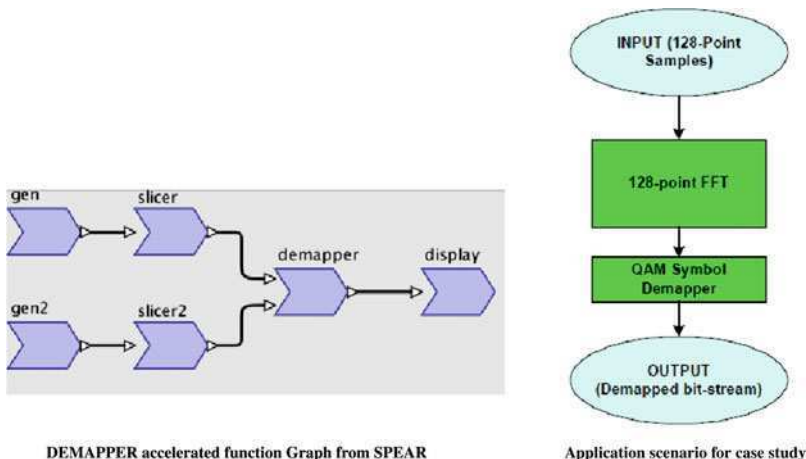 gen
slicer
demapper
display
gen2
slicer2
DEMAPPER accelerated function Graph from SPEAR
INPUT (128-Point
Samples)
128-point FFT
QAM Symbol
Demapper
OUTPUT
(Demapped bit-stream)
Application scenario for case study